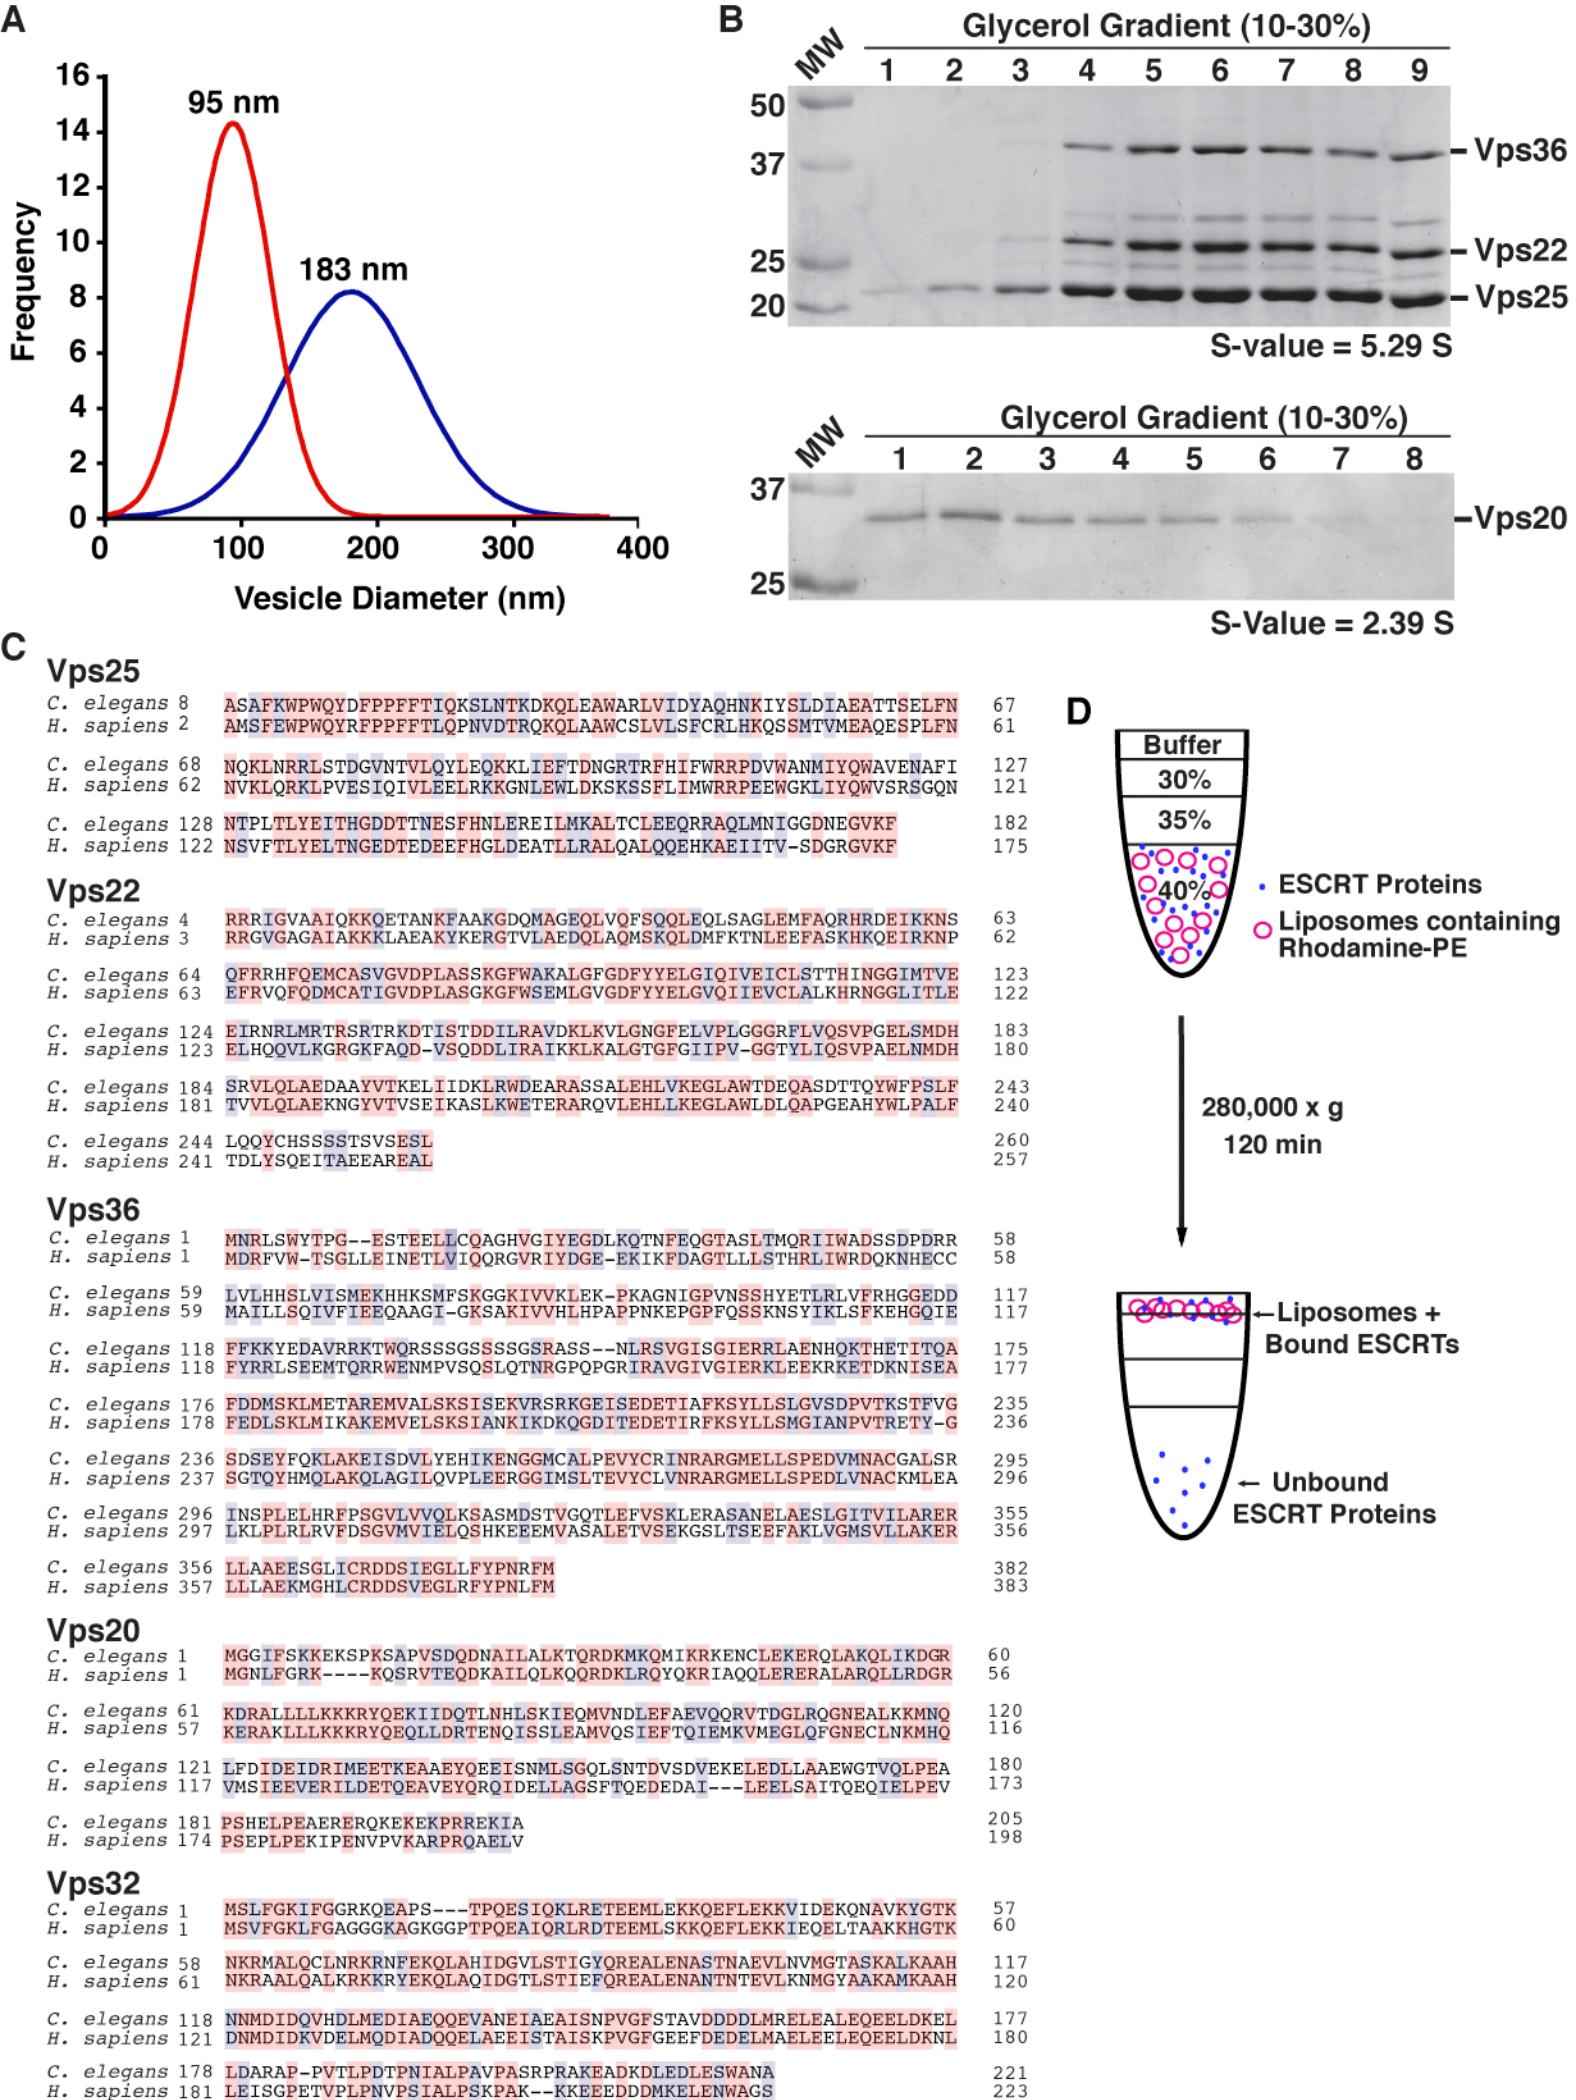 A
95 nm
183 nm
Frequency
16
14
12
10
8
6
4
2
0
0 100 200 300 400
Vesicle Diameter (nm)
B
Glycerol Gradient (10-30%)
MW 1 2 3 4 5 6 7 8 9
50
37
25
20
Vps36
Vps22
Vps25
S-value = 5.29 S
Glycerol Gradient (10-30%)
MW 1 2 3 4 5 6 7 8
37
25
Vps20
S-Value = 2.39 S
C
Vps25
C. elegans 8 ASAFKWPWQYDFPPFFTIQKSLNTKDKQLEAWARLVIDYAQHNKIYSLDIAEATTSELFN 67
H. sapiens 2 AMSFEWPWQYRFPPFFTLQPNVDTRQKQLAAWCSLVLSFCRLHKQSSMTVMEAQESPLFN 61
C. elegans 68 NQKLNRRLSTDGVNTVLQYLEQKKLIEFTDNGRTRFHIFWRRPDVWANMIYQWAVENAFI 127
H. sapiens 62 NVKLQRKLPVESIQIVLEELRKKGNLEWLDKSKSSFLIMWRRPEEWGKLIYQWVSRSGQN 121
C. elegans 128 NTPLTLYEITHGDDTTNESFHNLEREILMKALTCLEEQRRAQLMNIGGDNEGVKF 182
H. sapiens 122 NSVFTLYELTNGEDTEDEEFHGLDEATLLRALQALQQEHKAEIITV-SDGRGVKF 175
Vps22
C. elegans 4 RRRIGVAAIQKKQETANKFAAKGDQMAGEQLVQFSQQLEQLSAGLEMFAQRHRDEIKKNS 63
H. sapiens 3 RRGVGAGAIAKKKLAEAKYKERGTVLAEDQLAQMSKQLDMFKTNLEEFASKHKQEIRKNP 62
C. elegans 64 QFRRHFQEMCASVGVDPLASSKGFWAKALGFGDFYYELGIQIVEICLSTTHINGGIMTVE 123
H. sapiens 63 EFRVQFQDMCATIGVDPLASGKGFWSEMLGVGDFYYELGVQIIEVCLALKHRNGGLITLE 122
C. elegans 124 EIRNRLMRTRSRTRKDTISTDDILRAVDKLKVLGNGFELVPLGGGRFLVQSVPGELSMDH 183
H. sapiens 123 ELHQQVLKGRGKFAQD-VSQDDLIRAIKKLKALGTGFGIIPV-GGTYLIQSVPAELNMDH 180
C. elegans 184 SRVLQLAEDAAYVTKELIIDKLRWDEARASSALEHLVKEGLAWTDEQASDTTQYWFPSLF 243
H. sapiens 181 TVVLQLAEKNGYVTVSEIKASLKWETERARQVLEHLLKEGLAWLDLQAPGEAHYWLPALF 240
C. elegans 244 LQQYCHSSSSTSVSESL 260
H. sapiens 241 TDLYSQEITAEEAREAL 257
Vps36
C. elegans 1 MNRLSWYTPG--ESTEELLCQAGHVGIYEGDLKQTNFEQGTASLTMQRIIWADSSDPDRR 58
H. sapiens 1 MDRFVW-TSGLLEINETLVIQQRGVRIYDGE-EKIKFDAGTLLLSTHRLIWRDQKNHECC 58
C. elegans 59 LVLHHSLVISMEKHHKSMFSKGGKIVVKLEK-PKAGNIGPVNSSHYETLRLVFRHGGEDD 117
H. sapiens 59 MAILLSQIVFIEEQAAGI-GKSAKIVVHLHPAPPNKEPGPFQSSKNSYIKLSFKEHGQIE 117
C. elegans 118 FFKKYEDAVRRKTWQRSSSGSSSSGSRASS--NLRSVGISGIERRLAENHQKTHETITQA 175
H. sapiens 118 FYRRLSEEMTQRRWENMPVSQSLQTNRGPQPGRIRAVGIVGIERKLEEKRKETDKNISEA 177
C. elegans 176 FDDMSKLMETAREMVALSKSISEKVRSRKGEISEDETIAFKSYLLSLGVSDPVTKSTFVG 235
H. sapiens 178 FEDLSKLMIKAKEMVELSKSIANKIKDKQGDITEDETIRFKSYLLSMGIANPVTRETY-G 236
C. elegans 236 SDSEYFQKLAKEISDVLYEHIKENGGMCALPEVYCRINRARGMELLSPEDVMNACGALSR 295
H. sapiens 237 SGTQYHMQLAKQLAGILQVPLEERGGIMSLTEVYCLVNRARGMELLSPEDLVNACKMLEA 296
C. elegans 296 INSPLELHRFPSGVLVVQLKSASMDSTVGQTLEFVSKLERASANELAESLGITVILARER 355
H. sapiens 297 LKLPLRLRVFDSGVMVIELQSHKEEEMVASALETVSEKGSLTSEEFAKLVGMSVLLAKER 356
C. elegans 356 LLAAEESGLICRDDSIEGLLFYPNRFM 382
H. sapiens 357 LLLAEKMGHLCRDDSVEGLRFYPNLFM 383
Vps20
C. elegans 1 MGGIFSKKEKSPKSAPVSDQDNAILALKTQRDKMKQMIKRKENCLEKERQLAKQLIKDGR 60
H. sapiens 1 MGNLFGRK----KQSRVTEQDKAILQLKQQRDKLRQYQKRIAQQLERERALARQLLRDGR 56
C. elegans 61 KDRALLLLKKKRYQEKIIDQTLNHLSKIEQMVNDLEFAEVQQRVTDGLRQGNEALKKMNQ 120
H. sapiens 57 KERAKLLLKKKRYQEQLLDRTENQISSLEAMVQSIEFTQIEMKVMEGLQFGNECLNKMHQ 116
C. elegans 121 LFDIDEIDRIMEETKEAAEYQEEISNMLSGQLSNTDVSDVEKELEDLLAAEWGTVQLPEA 180
H. sapiens 117 VMSIEEVERILDETQEAVEYQRQIDELLAGSFTQEDEDAI---LEELSAITQEQIELPEV 173
C. elegans 181 PSHELPEAERERQKEKEKPRREKIA 205
H. sapiens 174 PSEPLPEKIPENVPVKARPRQAELV 198
Vps32
C. elegans 1 MSLFGKIFGGRKQEAPS---TPQESIQKLRETEEMLEKKQEFLEKKVIDEKQNAVKYGTK 57
H. sapiens 1 MSVFGKLFGAGGGKAGKGGPTPQEAIQRLRDTEEMLSKKQEFLEKKIEQELTAAKKHGTK 60
C. elegans 58 NKRMALQCLNRKRNFEKQLAHIDGVLSTIGYQREALENASTNAEVLNVMGTASKALKAAH 117
H. sapiens 61 NKRAALQALKRKKRYEKQLAQIDGTLSTIEFQREALENANTNTEVLKNMGYAAKAMKAAH 120
C. elegans 118 NNMDIDQVHDLMEDIAEQQEVANEIAEAISNPVGFSTAVDDDDLMRELEALEQEELDKEL 177
H. sapiens 121 DNMDIDKVDELMQDIADQQELAEEISTAISKPVGFGEEFDEDELMAELEELEQEELDKNL 180
C. elegans 178 LDARAP-PVTLPDTPNIALPAVPASRPRAKEADKDLEDLESWANA 221
H. sapiens 181 LEISGPETVPLPNVPSIALPSKPAK--KKEEEDDDMKELENWAGS 223
D
Buffer
30%
35%
40%
ESCRT Proteins
Liposomes containing
Rhodamine-PE
280,000 x g
120 min
Liposomes +
Bound ESCRTs
Unbound
ESCRT Proteins